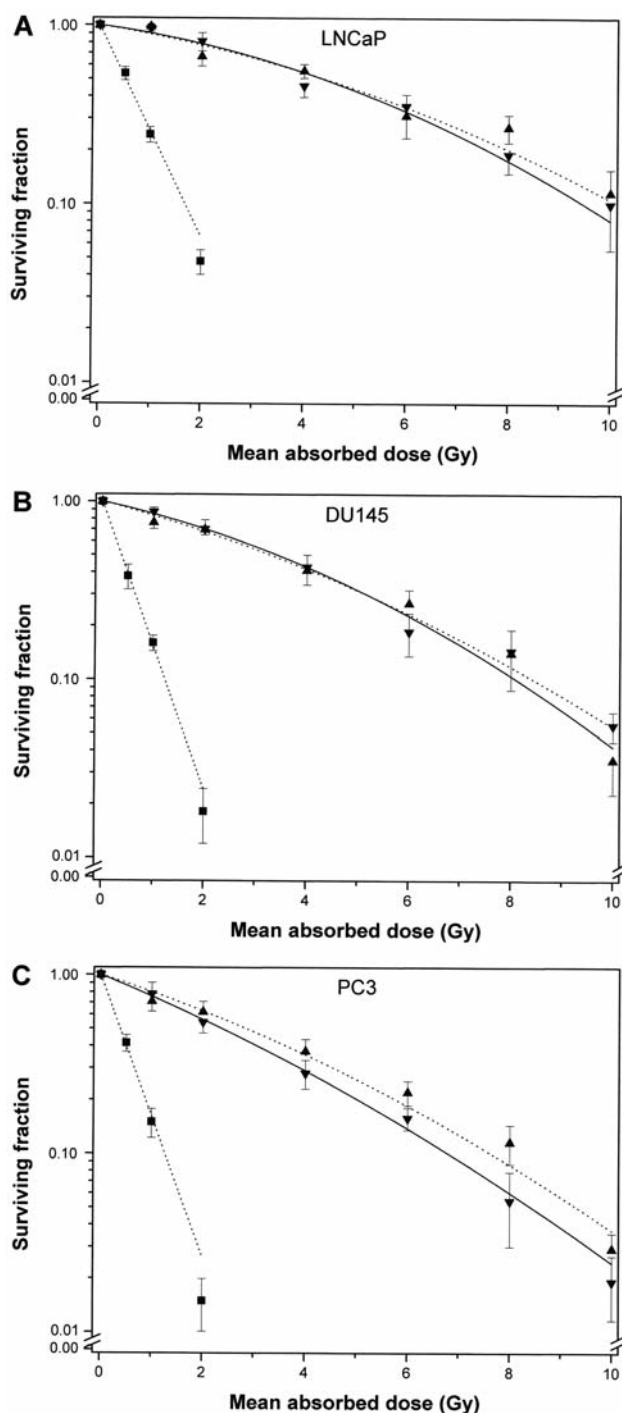 A
LNCaP
1.00
0.10
0.01
0.00
Surviving fraction
0 2 4 6 8 10
Mean absorbed dose (Gy)
B
DU145
1.00
0.10
0.01
0.00
Surviving fraction
0 2 4 6 8 10
Mean absorbed dose (Gy)
C
PC3
1.00
0.10
0.01
0.00
Surviving fraction
0 2 4 6 8 10
Mean absorbed dose (Gy)